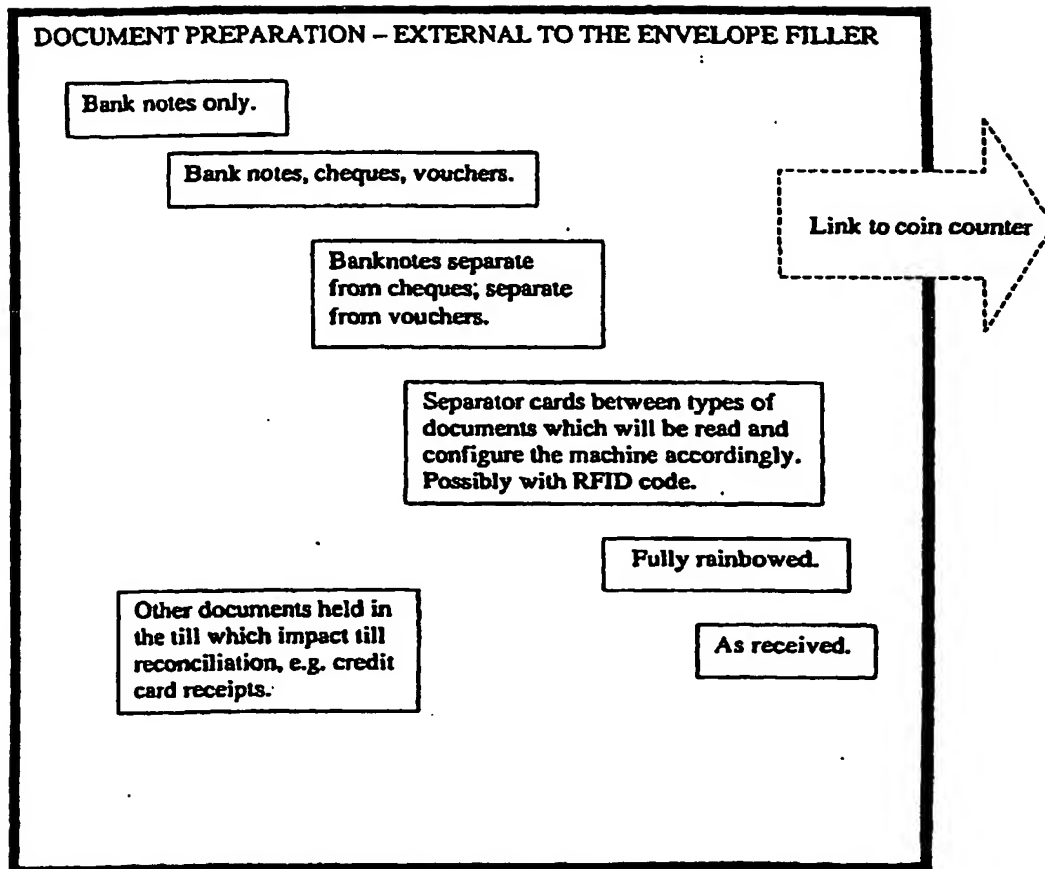 DOCUMENT PREPARATION – EXTERNAL TO THE ENVELOPE FILLER
Bank notes only.
Bank notes, cheques, vouchers.
Link to coin counter
Banknotes separate
from cheques; separate
from vouchers.
Separator cards between types of
documents which will be read and
configure the machine accordingly.
Possibly with RFID code.
Fully rainbowed.
Other documents held in
the till which impact till
reconciliation, e.g. credit
card receipts.
As received.